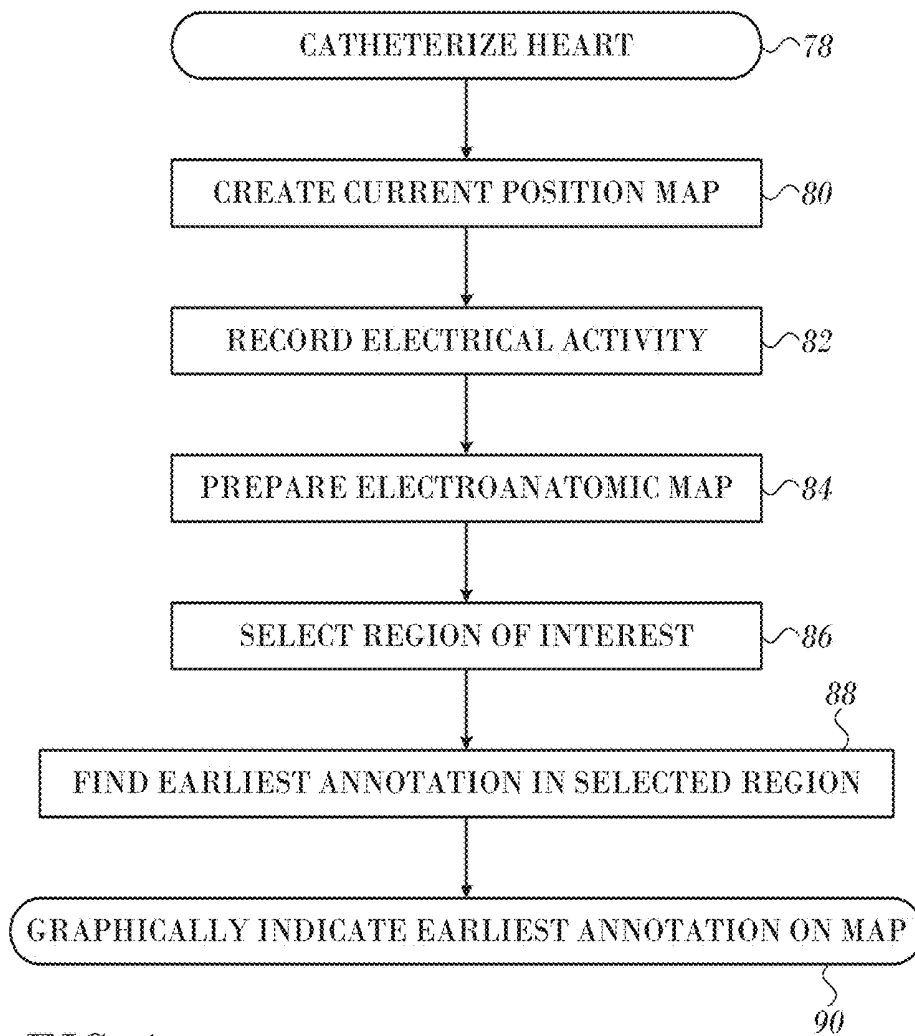 CATHETERIZE HEART
78
CREATE CURRENT POSITION MAP
80
RECORD ELECTRICAL ACTIVITY
82
PREPARE ELECTROANATOMIC MAP
84
SELECT REGION OF INTEREST
86
88
FIND EARLIEST ANNOTATION IN SELECTED REGION
GRAPHICALLY INDICATE EARLIEST ANNOTATION ON MAP
90